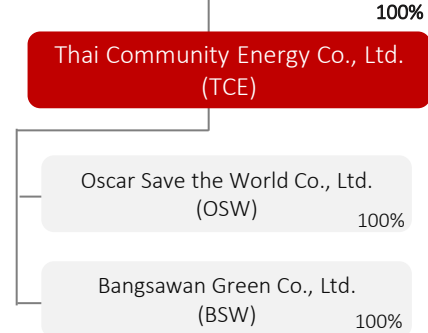 100%
Thai Community Energy Co., Ltd.
(TCE)
Oscar Save the World Co., Ltd.
(OSW)
100%
Bangsawan Green Co., Ltd.
(BSW)
100%